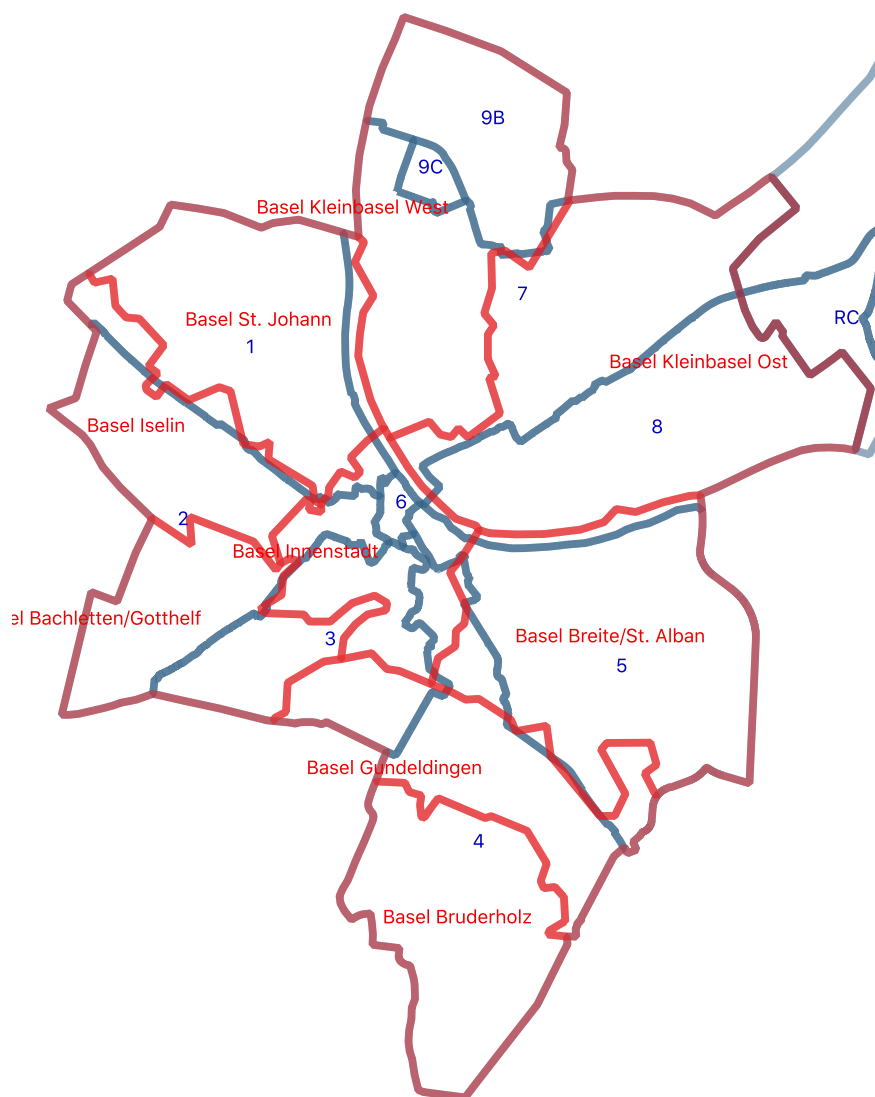 9B
9C
Basel Kleinbasel West
7
Basel St. Johann
RC
1
Basel Kleinbasel Ost
Basel Iselin
8
6
2
Basel Innenstadt
el Bachletten/Gotthelf
3
Basel Breite/St. Alban
5
Basel Gundeldingen
4
Basel Bruderholz